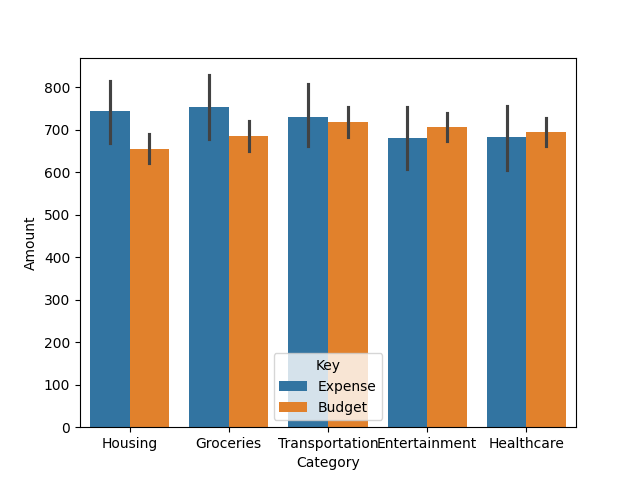 800
700
600
500
400
300
200
100
0
Amount
Housing Groceries Transportation Entertainment Healthcare
Category
Key
Expense
Budget